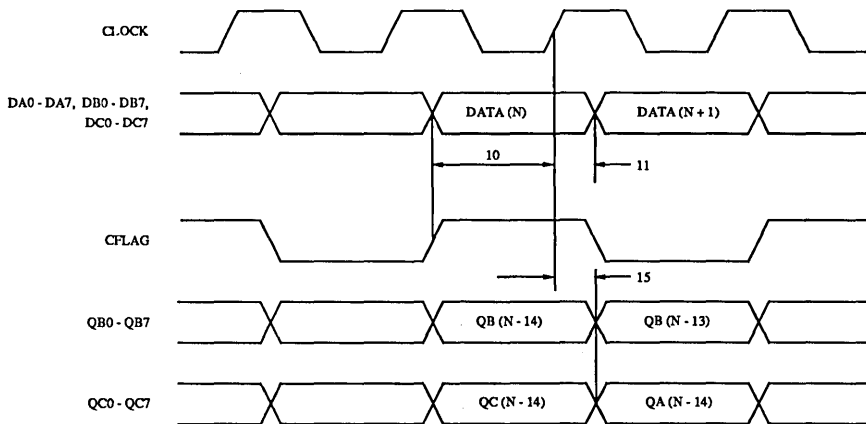 CLOCK
DA0 - DA7, DB0 - DB7,
DC0 - DC7
DATA (N)
DATA (N + 1)
10
11
CFLAG
15
QB0 - QB7
QB (N - 14)
QB (N - 13)
QC0 - QC7
QC (N - 14)
QA (N - 14)